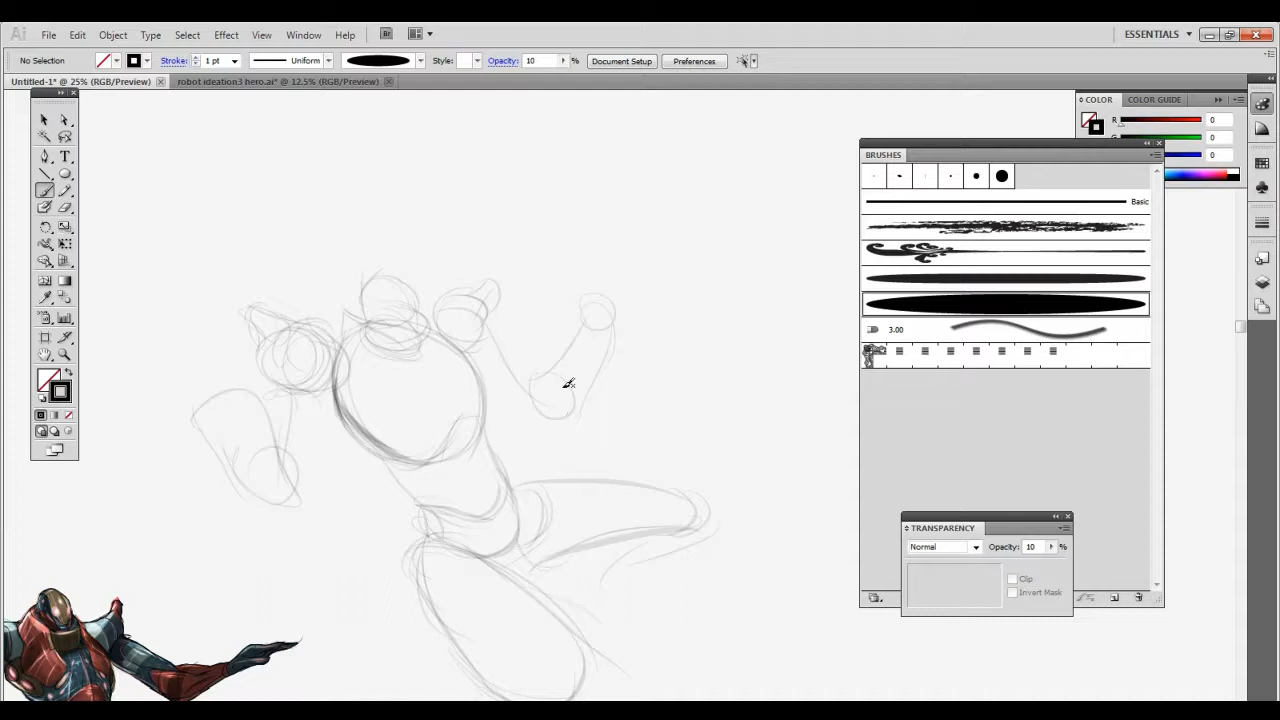 Ai File Edit Object Type Select Effect View Window Help Br ESSENTIALS
No Selection Stroke: 1 pt Uniform Style: Opacity: 10 % Document Setup Preferences
Untitled-1* @ 25% (RGB/Preview) robot ideation3 hero.ai* @ 12.5% (RGB/Preview)
COLOR COLOR GUIDE
R 0
G 0
0
BRUSHES
Basic
3.00
TRANSPARENCY
Normal Opacity: 10 %
Clip
Invert Mask